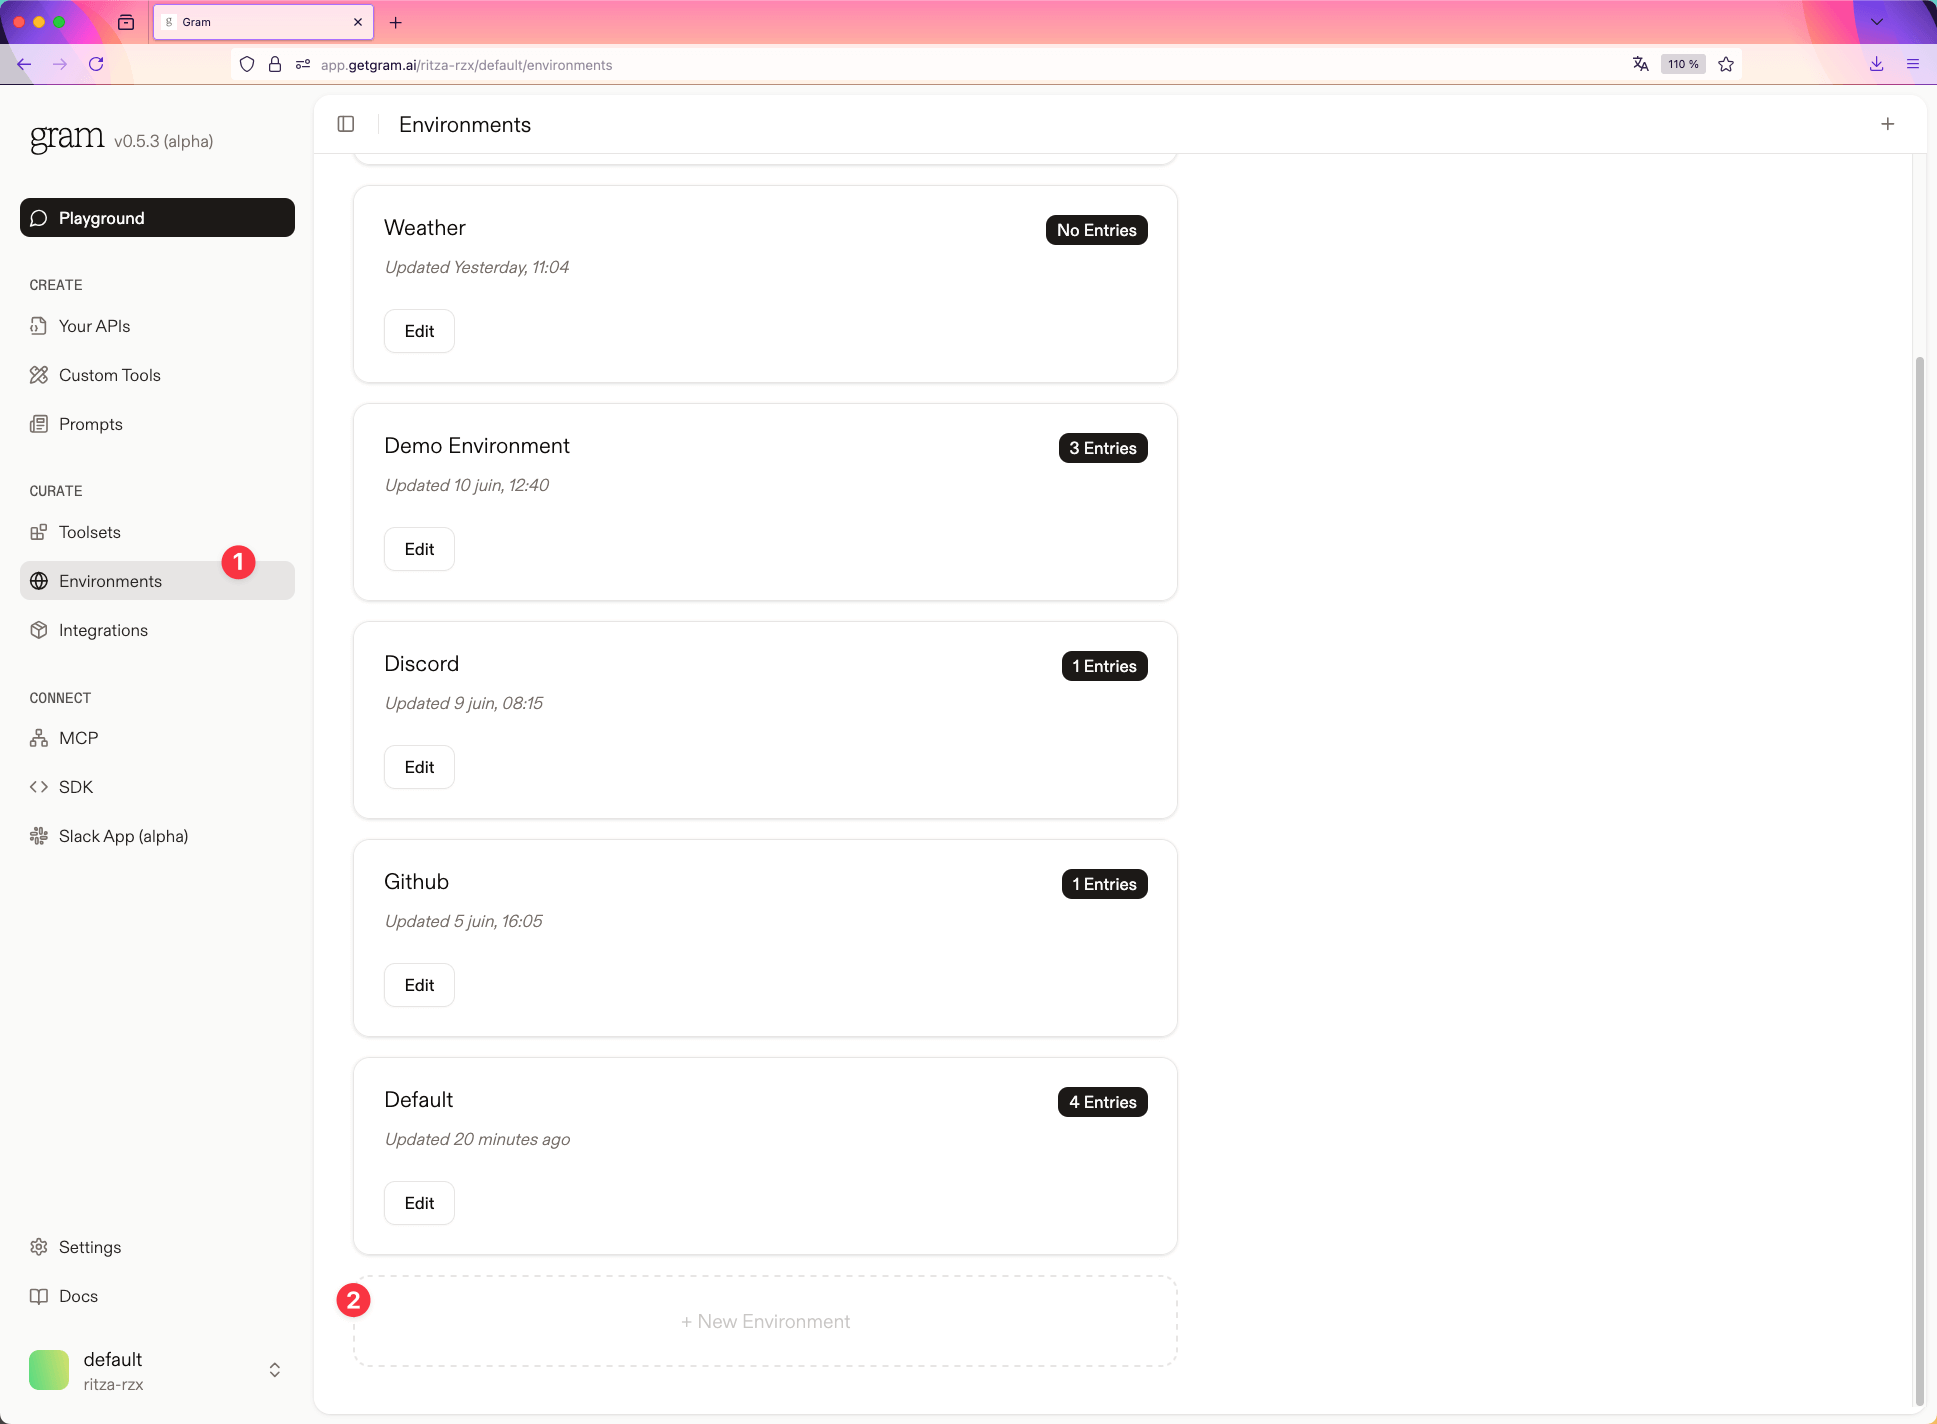 g Gram
app.getgram.ai/ritza-rzx/default/environments
110 %
gram v0.5.3 (alpha)
Playground
CREATE
Your APIs
Custom Tools
Prompts
CURATE
Toolsets
1
Environments
Integrations
CONNECT
MCP
SDK
Slack App (alpha)
Settings
Docs
default
ritza-rzx
Environments
Weather
No Entries
Updated Yesterday, 11:04
Edit
Demo Environment
3 Entries
Updated 10 juin, 12:40
Edit
Discord
1 Entries
Updated 9 juin, 08:15
Edit
Github
1 Entries
Updated 5 juin, 16:05
Edit
Default
4 Entries
Updated 20 minutes ago
Edit
2
+ New Environment